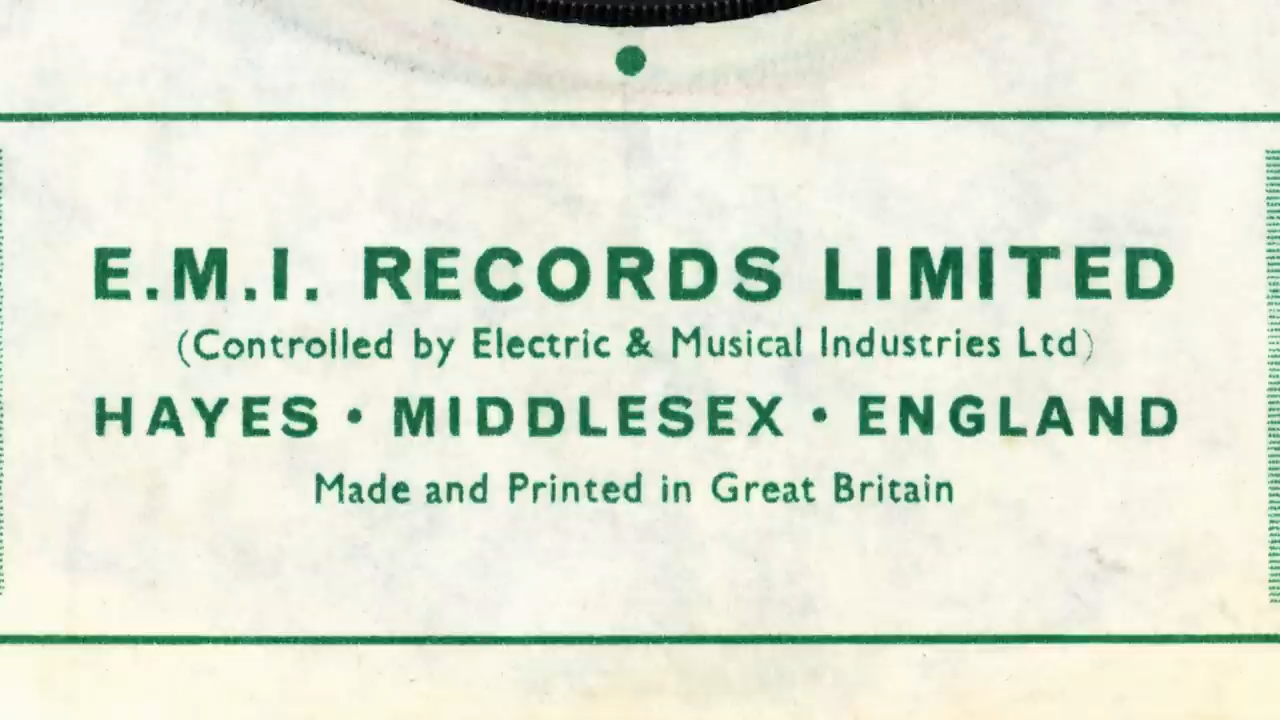 E.M.I. RECORDS LIMITED
(Controlled by Electric & Musical Industries Ltd)
HAYES • MIDDLESEX • ENGLAND
Made and Printed in Great Britain